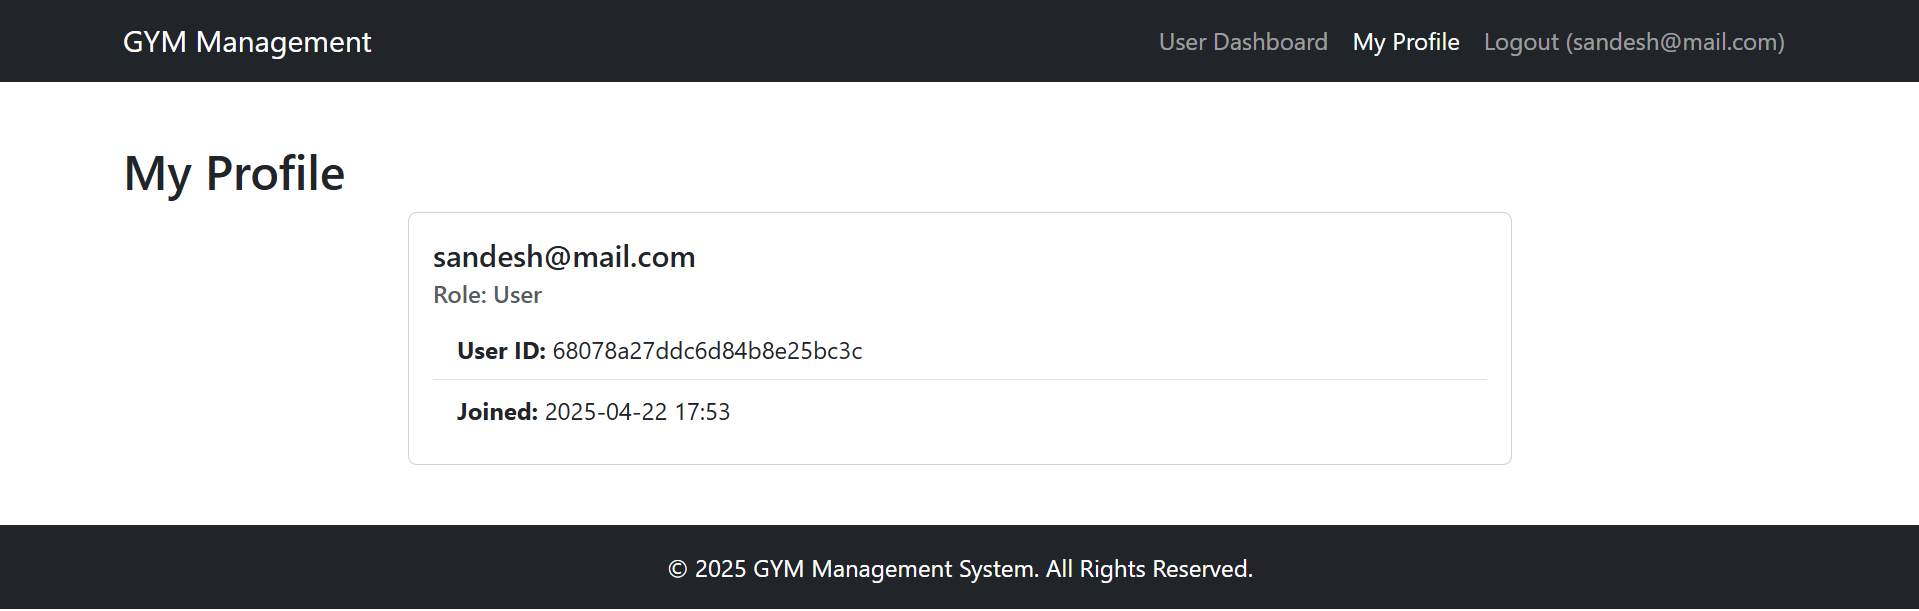 GYM Management
User Dashboard My Profile Logout (sandesh@mail.com)
My Profile
sandesh@mail.com
Role: User
User ID: 68078a27ddc6d84b8e25bc3c
Joined: 2025-04-22 17:53
© 2025 GYM Management System. All Rights Reserved.